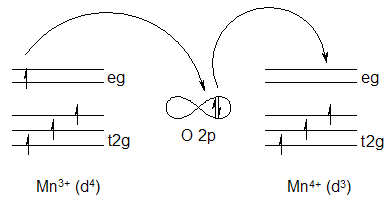 eg
eg
O 2p
t2g
t2g
Mn³⁺ (d⁴)
Mn⁴⁺ (d³)